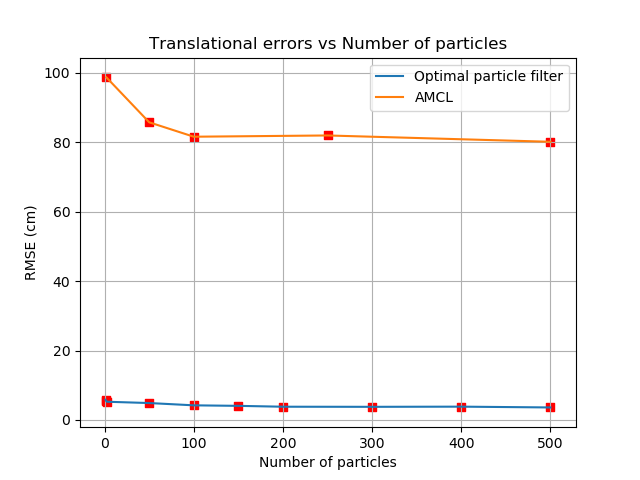 Translational errors vs Number of particles
Optimal particle filter
AMCL
100
80
60
40
20
0
RMSE (cm)
0 100 200 300 400 500
Number of particles